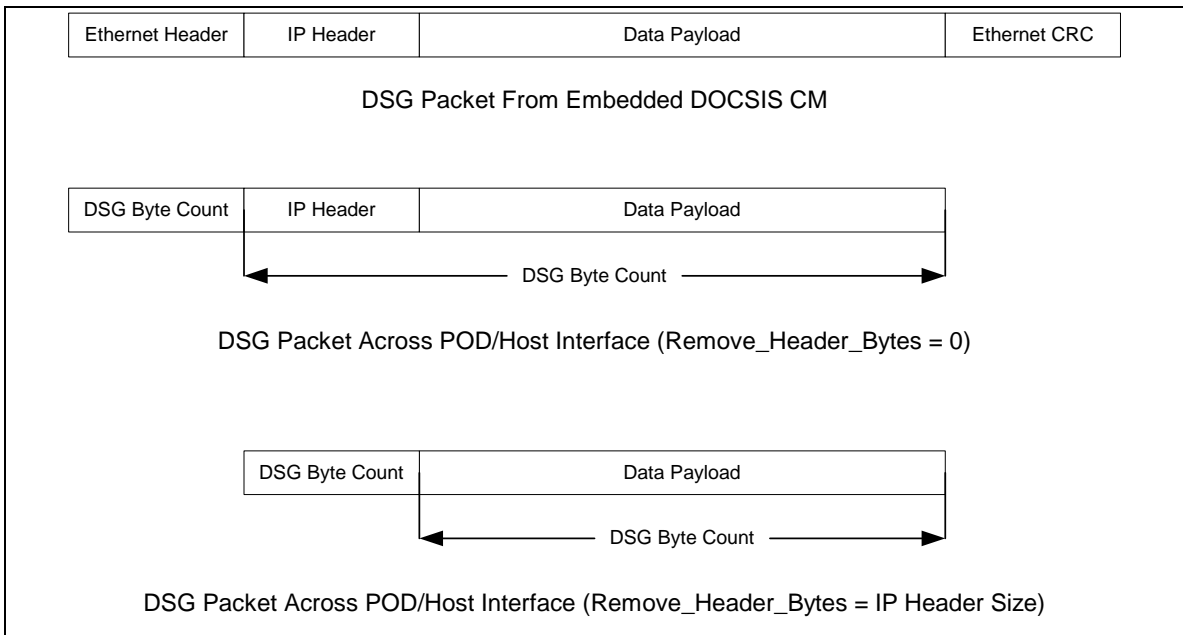 Ethernet Header IP Header Data Payload Ethernet CRC
DSG Packet From Embedded DOCSIS CM
DSG Byte Count IP Header Data Payload
DSG Byte Count
DSG Packet Across POD/Host Interface (Remove_Header_Bytes = 0)
DSG Byte Count Data Payload
DSG Byte Count
DSG Packet Across POD/Host Interface (Remove_Header_Bytes = IP Header Size)